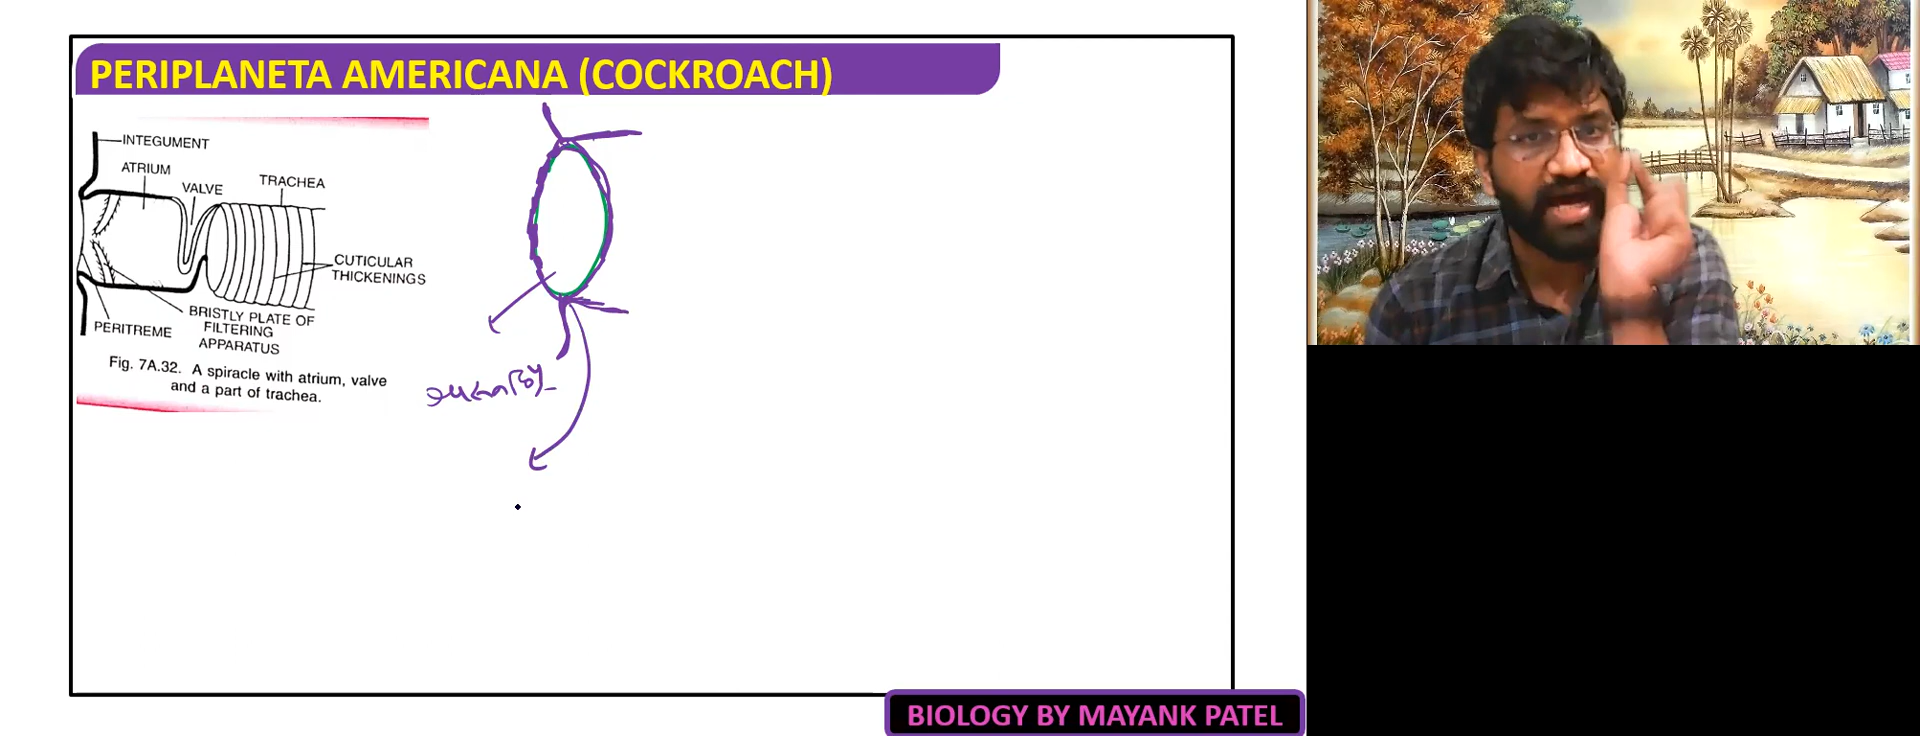 PERIPLANETA AMERICANA (COCKROACH)
INTEGUMENT
ATRIUM
VALVE
TRACHEA
CUTICULAR
THICKENINGS
BRISTLY PLATE OF
FILTERING
APPARATUS
PERITREME
Fig. 7A.32. A spiracle with atrium, valve
and a part of trachea.
BIOLOGY BY MAYANK PATEL